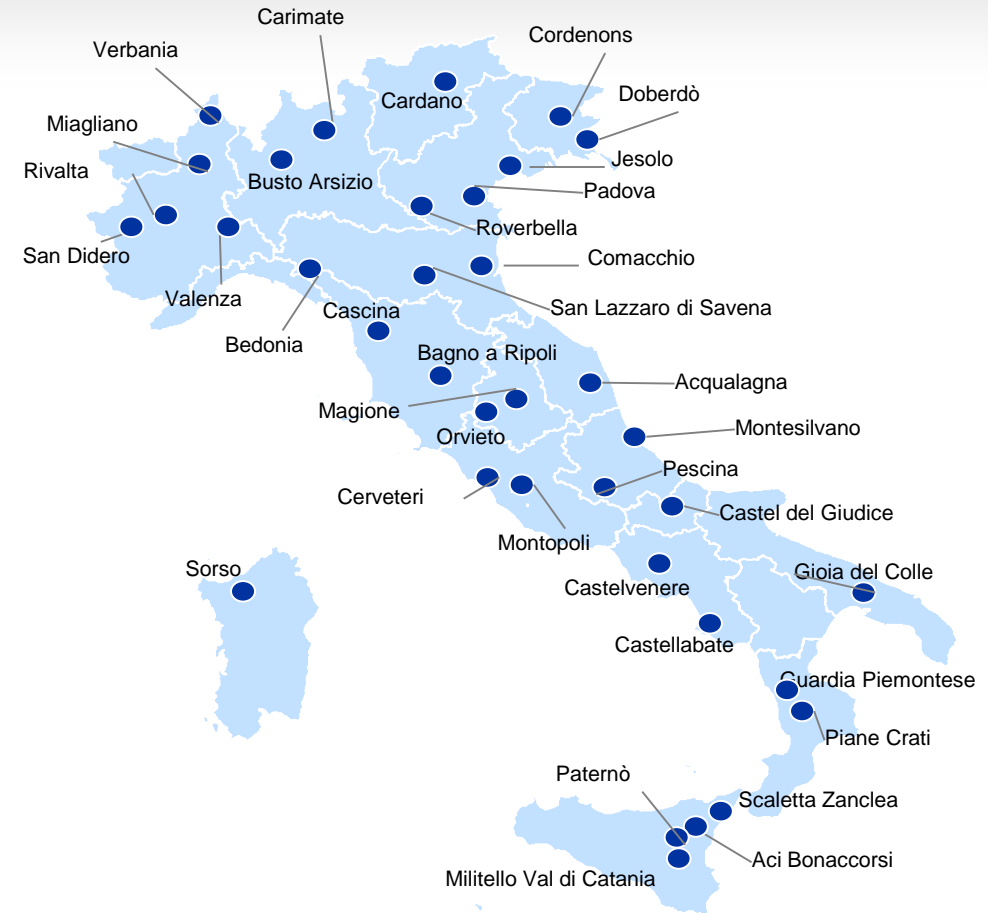 Carimate
Cordenons
Verbania
Doberdò
Cardano
Miagliano
Jesolo
Rivalta
Busto Arsizio
Padova
Roverbella
San Didero
Comacchio
Valenza
San Lazzaro di Savena
Cascina
Bedonia
Bagno a Ripoli
Acqualagna
Magione
Montesilvano
Orvieto
Pescina
Cerveteri
Castel del Giudice
Montopoli
Sorso
Gioia del Colle
Castelvenere
Castellabate
Guardia Piemontese
Piane Crati
Paternò
Scaletta Zanclea
Aci Bonaccorsi
Militello Val di Catania